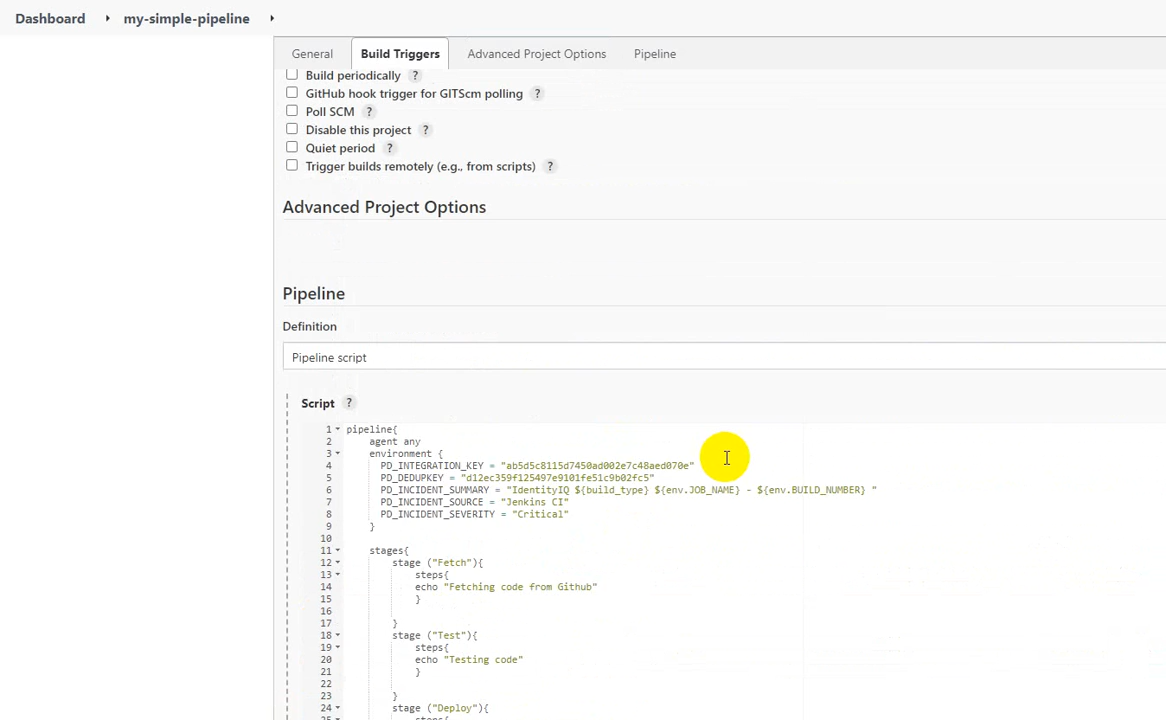 Dashboard my-simple-pipeline
General Build Triggers Advanced Project Options Pipeline
Build periodically ?
GitHub hook trigger for GITScm polling ?
Poll SCM ?
Disable this project ?
Quiet period ?
Trigger builds remotely (e.g., from scripts) ?
Advanced Project Options
Pipeline
Definition
Pipeline script
Script ?
1 pipeline{
2 agent any
3 environment {
4 PD_INTEGRATION_KEY = "ab5d5c8115d7450ad002e7c48aed070e"
5 PD_DEDUPKEY = "d12ec359f125497e9101fe51c9b02fc5"
6 PD_INCIDENT_SUMMARY = "IdentityIQ ${build_type} ${env.JOB_NAME} - ${env.BUILD_NUMBER} "
7 PD_INCIDENT_SOURCE = "Jenkins CI"
8 PD_INCIDENT_SEVERITY = "Critical"
9 }
10
11 stages{
12 stage ("Fetch"){
13 steps{
14 echo "Fetching code from Github"
15 }
16
17 }
18 stage ("Test"){
19 steps{
20 echo "Testing code"
21 }
22
23 }
24 stage ("Deploy"){
25 steps{